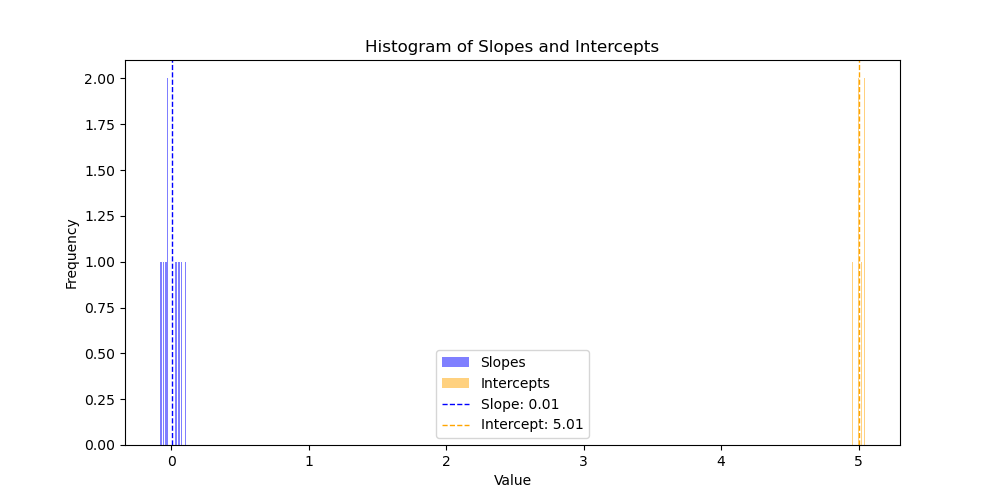 Histogram of Slopes and Intercepts
Frequency
2.00
1.75
1.50
1.25
1.00
0.75
0.50
0.25
0.00
0 1 2 3 4 5
Value
Slopes
Intercepts
Slope: 0.01
Intercept: 5.01